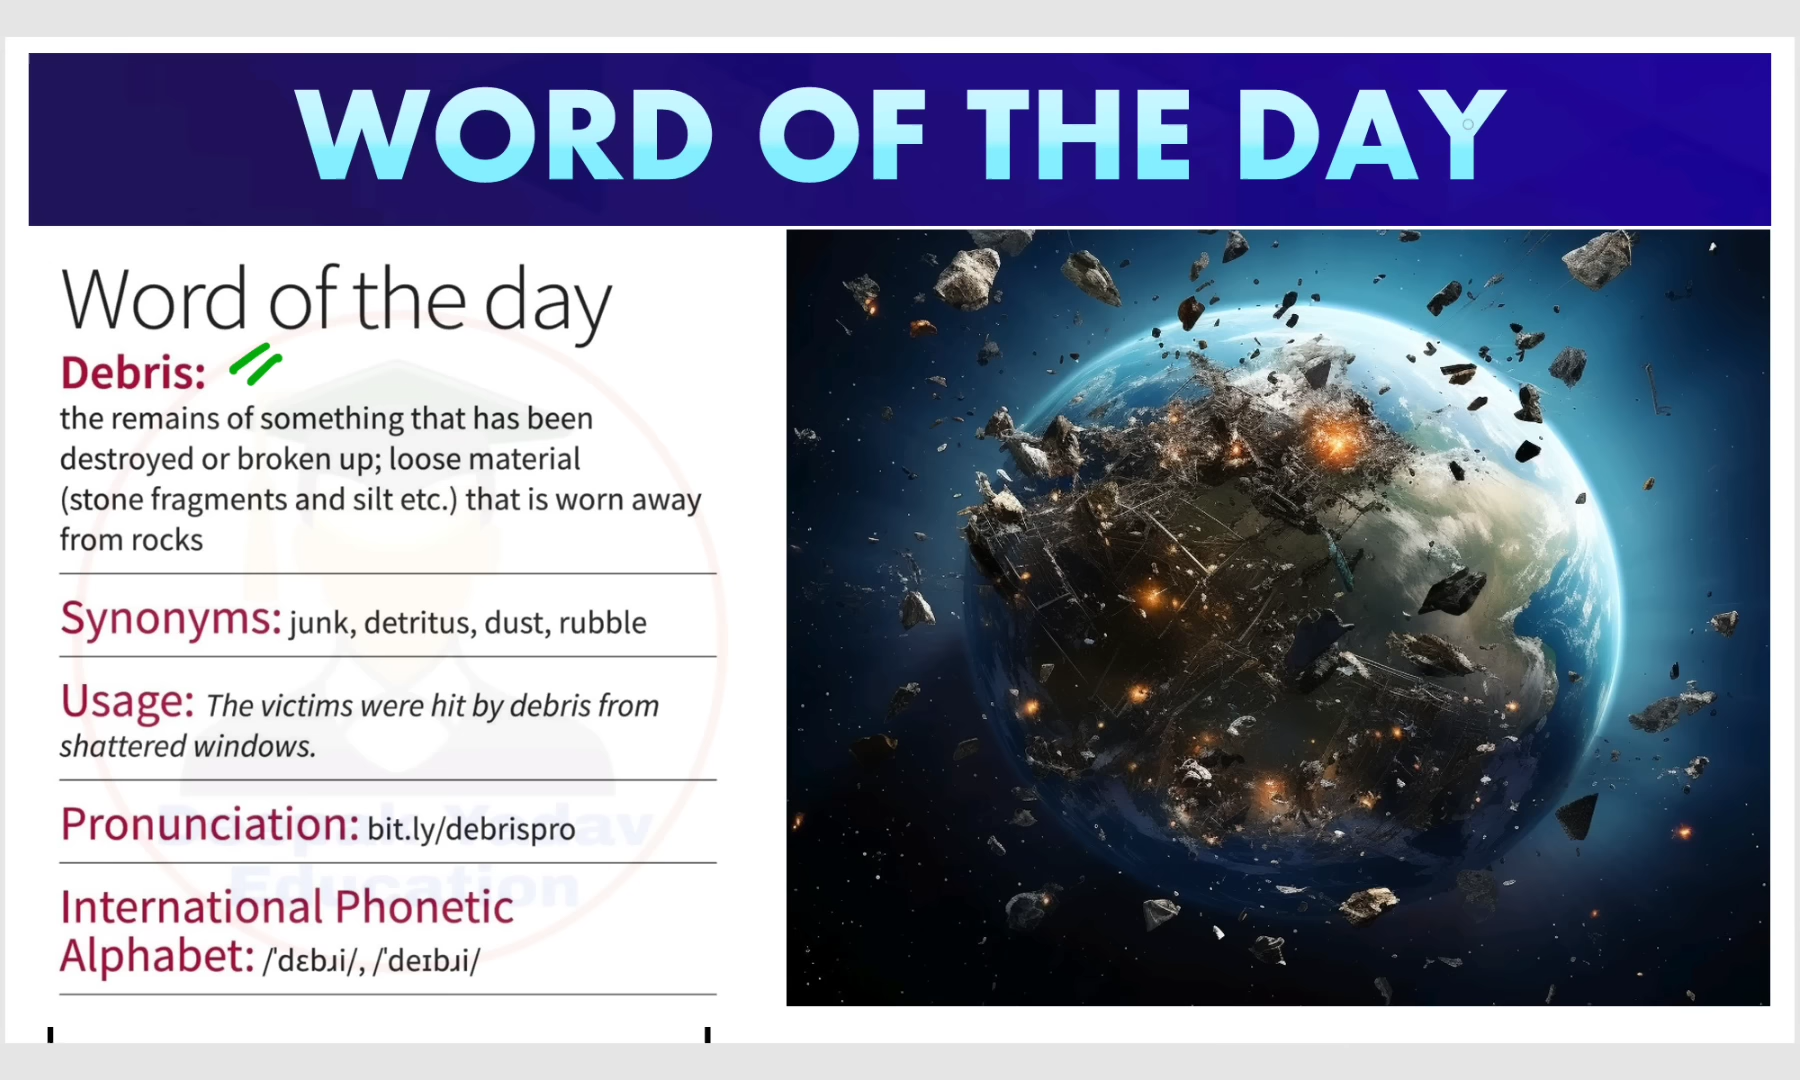 WORD OF THE DAY
Word of the day
Debris:
the remains of something that has been
destroyed or broken up; loose material
(stone fragments and silt etc.) that is worn away
from rocks
Synonyms: junk, detritus, dust, rubble
Usage: The victims were hit by debris from
shattered windows.
Pronunciation: bit.ly/debrispro
International Phonetic
Alphabet: /ˈdɛbɹi/, /ˈdeɪbɹi/
Deepak Yadav
Education